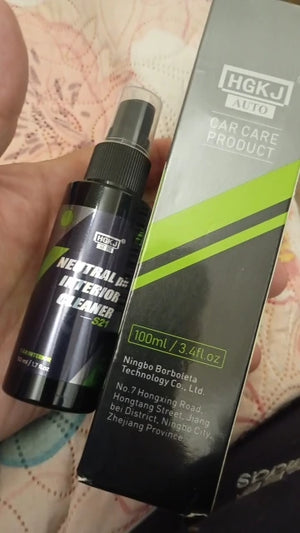 HGKJ
AUTO
CAR CARE
PRODUCT
100ml / 3.4fl.oz
Ningbo Borboleta
Technology Co., Ltd.
No.7 Hongxing Road,
Hongtang Street,Jiang
bei District, Ningbo City,
Zhejiang Province
HGKJ
NEUTRAL pH
INTERIOR
CLEANER
S21